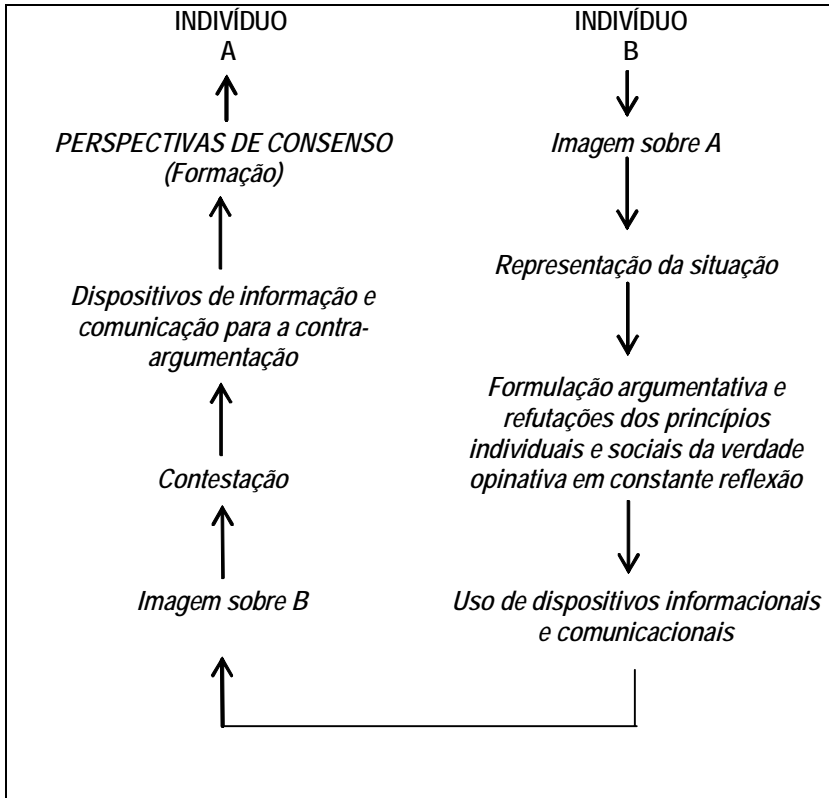 INDIVÍDUO
A
PERSPECTIVAS DE CONSENSO
(Formação)
Dispositivos de informação e
comunicação para a contra-
argumentação
Contestação
Imagem sobre B
INDIVÍDUO
B
Imagem sobre A
Representação da situação
Formulação argumentativa e
refutações dos princípios
individuais e sociais da verdade
opinativa em constante reflexão
Uso de dispositivos informacionais
e comunicacionais